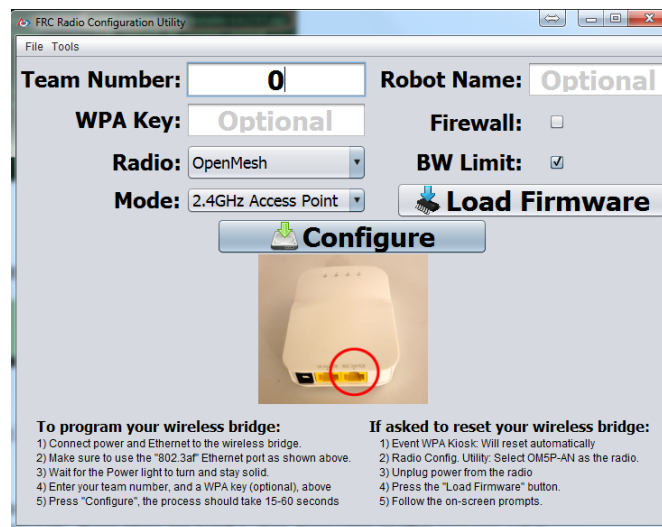 FRC Radio Configuration Utility
File Tools
Team Number: 0 Robot Name: Optional
WPA Key: Optional Firewall:
Radio: OpenMesh BW Limit:
Mode: 2.4GHz Access Point Load Firmware
Configure
To program your wireless bridge:
1) Connect power and Ethernet to the wireless bridge.
2) Make sure to use the "802.3af" Ethernet port as shown above.
3) Wait for the Power light to turn and stay solid.
4) Enter your team number, and a WPA key (optional), above
5) Press "Configure", the process should take 15-60 seconds
If asked to reset your wireless bridge:
1) Event WPA Kiosk: Will reset automatically
2) Radio Config. Utility: Select OM5P-AN as the radio.
3) Unplug power from the radio
4) Press the "Load Firmware" button.
5) Follow the on-screen prompts.